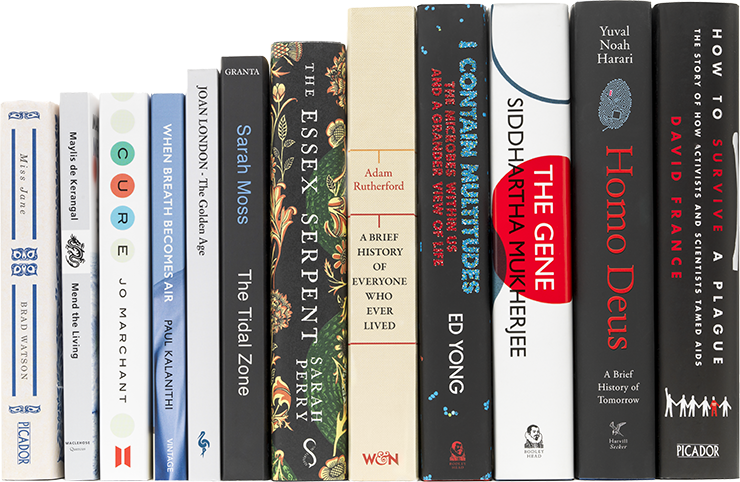 Miss Jane
BRAD WATSON
PICADOR
Maylis de Kerangal
Mend the Living
MACLEHOSE
Quercus
CURE
JO MARCHANT
WHEN BREATH BECOMES AIR
PAUL KALANITHI
VINTAGE
JOAN LONDON • The Golden Age
GRANTA
Sarah Moss
The Tidal Zone
THE ESSEX SERPENT
SARAH
PERRY
Adam
Rutherford
A BRIEF
HISTORY
OF
EVERYONE
WHO
EVER
LIVED
W&N
I CONTAIN MULTITUDES
THE MICROBES WITHIN US
AND A GRANDER VIEW OF LIFE
ED YONG
BODLEY
HEAD
THE GENE
SIDDHARTHA MUKHERJEE
BODLEY
HEAD
Yuval
Noah
Harari
Homo Deus
A Brief
History of
Tomorrow
Harvill
Secker
HOW TO SURVIVE A PLAGUE
THE STORY OF HOW ACTIVISTS AND SCIENTISTS TAMED AIDS
DAVID FRANCE
PICADOR